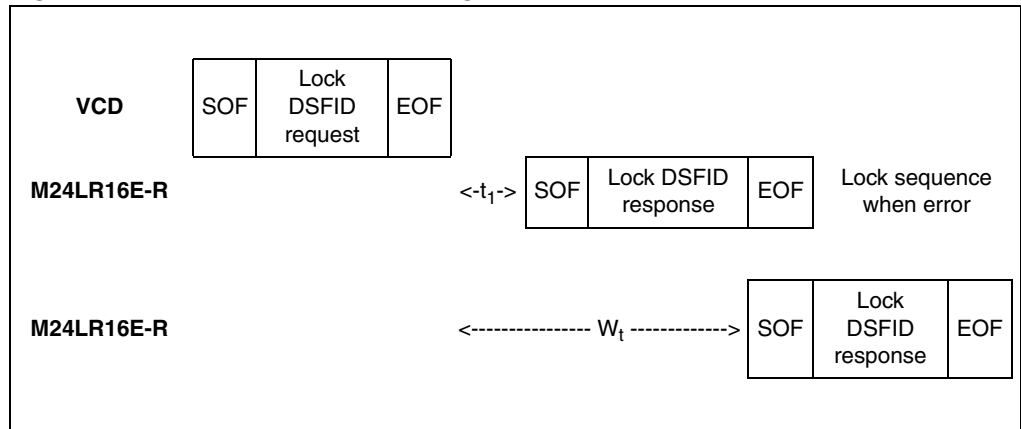 VCD
SOF
Lock
DSFID
request
EOF
M24LR16E-R
<-t₁->
SOF
Lock DSFID
response
EOF
Lock sequence
when error
M24LR16E-R
<---------------- Wₜ ------------->
SOF
Lock
DSFID
response
EOF